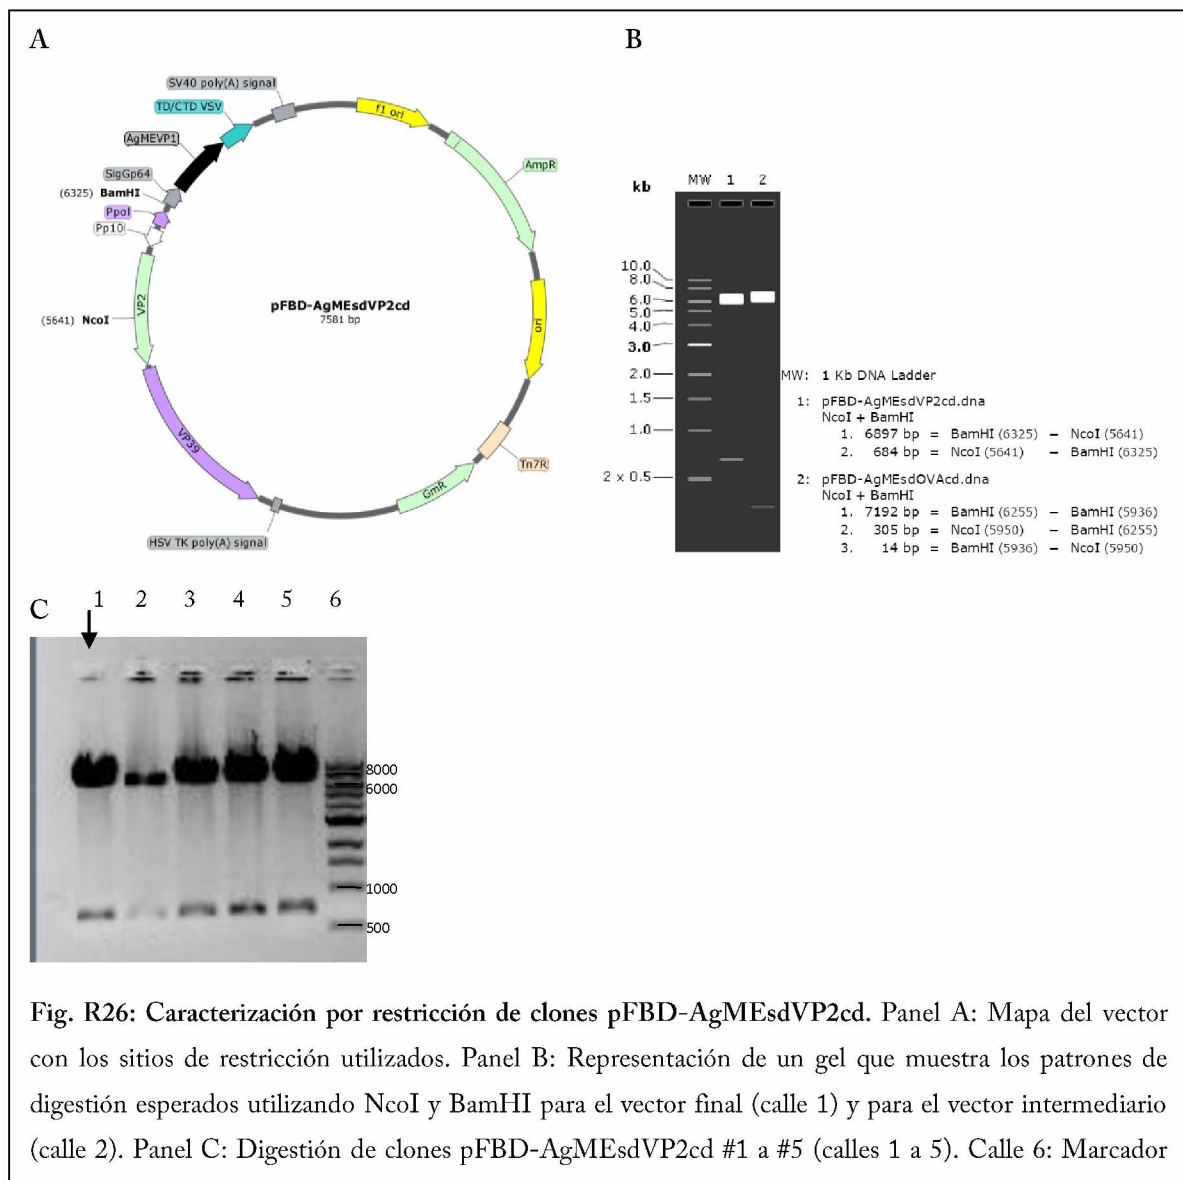 A
SV40 poly(A) signal
TD/CTD VSV
AgMEVP1
SigGp64
(6325) BamHI
PpoI
Pp10
VP2
(5641) NcoI
VP39
HSV TK poly(A) signal
GmR
Tn7R
ori
AmpR
f1 ori
pFBD-AgMEsdVP2cd
7581 bp
B
kb
MW 1 2
10.0
8.0
6.0
5.0
4.0
3.0
2.0
1.5
1.0
2 x 0.5
MW: 1 Kb DNA Ladder
1: pFBD-AgMEsdVP2cd.dna
NcoI + BamHI
1. 6897 bp = BamHI (6325) – NcoI (5641)
2. 684 bp = NcoI (5641) – BamHI (6325)
2: pFBD-AgMEsdOVAcd.dna
NcoI + BamHI
1. 7192 bp = BamHI (6255) – BamHI (5936)
2. 305 bp = NcoI (5950) – BamHI (6255)
3. 14 bp = BamHI (5936) – NcoI (5950)
C
1 2 3 4 5 6
8000
6000
1000
500
Fig. R26: Caracterización por restricción de clones pFBD-AgMEsdVP2cd. Panel A: Mapa del vector
con los sitios de restricción utilizados. Panel B: Representación de un gel que muestra los patrones de
digestión esperados utilizando NcoI y BamHI para el vector final (calle 1) y para el vector intermediario
(calle 2). Panel C: Digestión de clones pFBD-AgMEsdVP2cd #1 a #5 (calles 1 a 5). Calle 6: Marcador